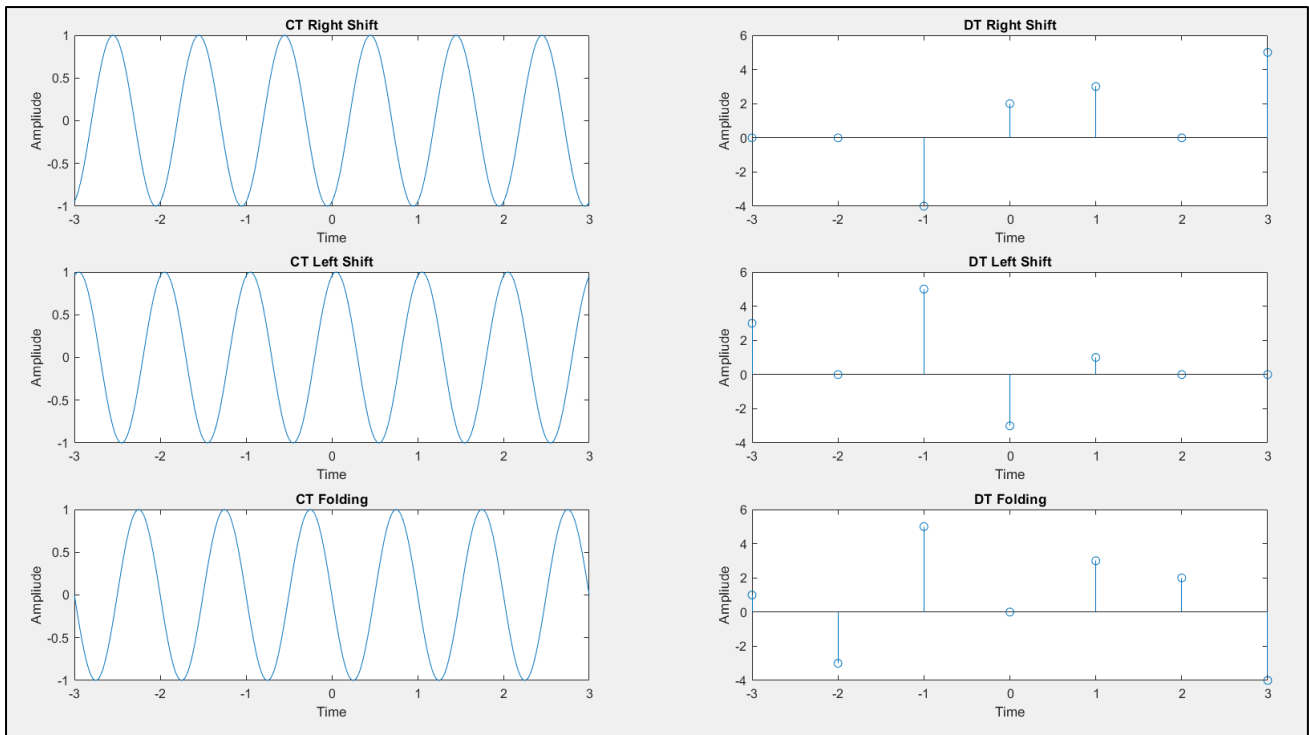 CT Right Shift
1
0.5
0
-0.5
-1
Ampliude
-3 -2 -1 0 1 2 3
Time
DT Right Shift
6
4
2
0
-2
-4
Ampliude
-3 -2 -1 0 1 2 3
Time
CT Left Shift
1
0.5
0
-0.5
-1
Ampliude
-3 -2 -1 0 1 2 3
Time
DT Left Shift
6
4
2
0
-2
-4
Ampliude
-3 -2 -1 0 1 2 3
Time
CT Folding
1
0.5
0
-0.5
-1
Ampliude
-3 -2 -1 0 1 2 3
Time
DT Folding
6
4
2
0
-2
-4
Ampliude
-3 -2 -1 0 1 2 3
Time